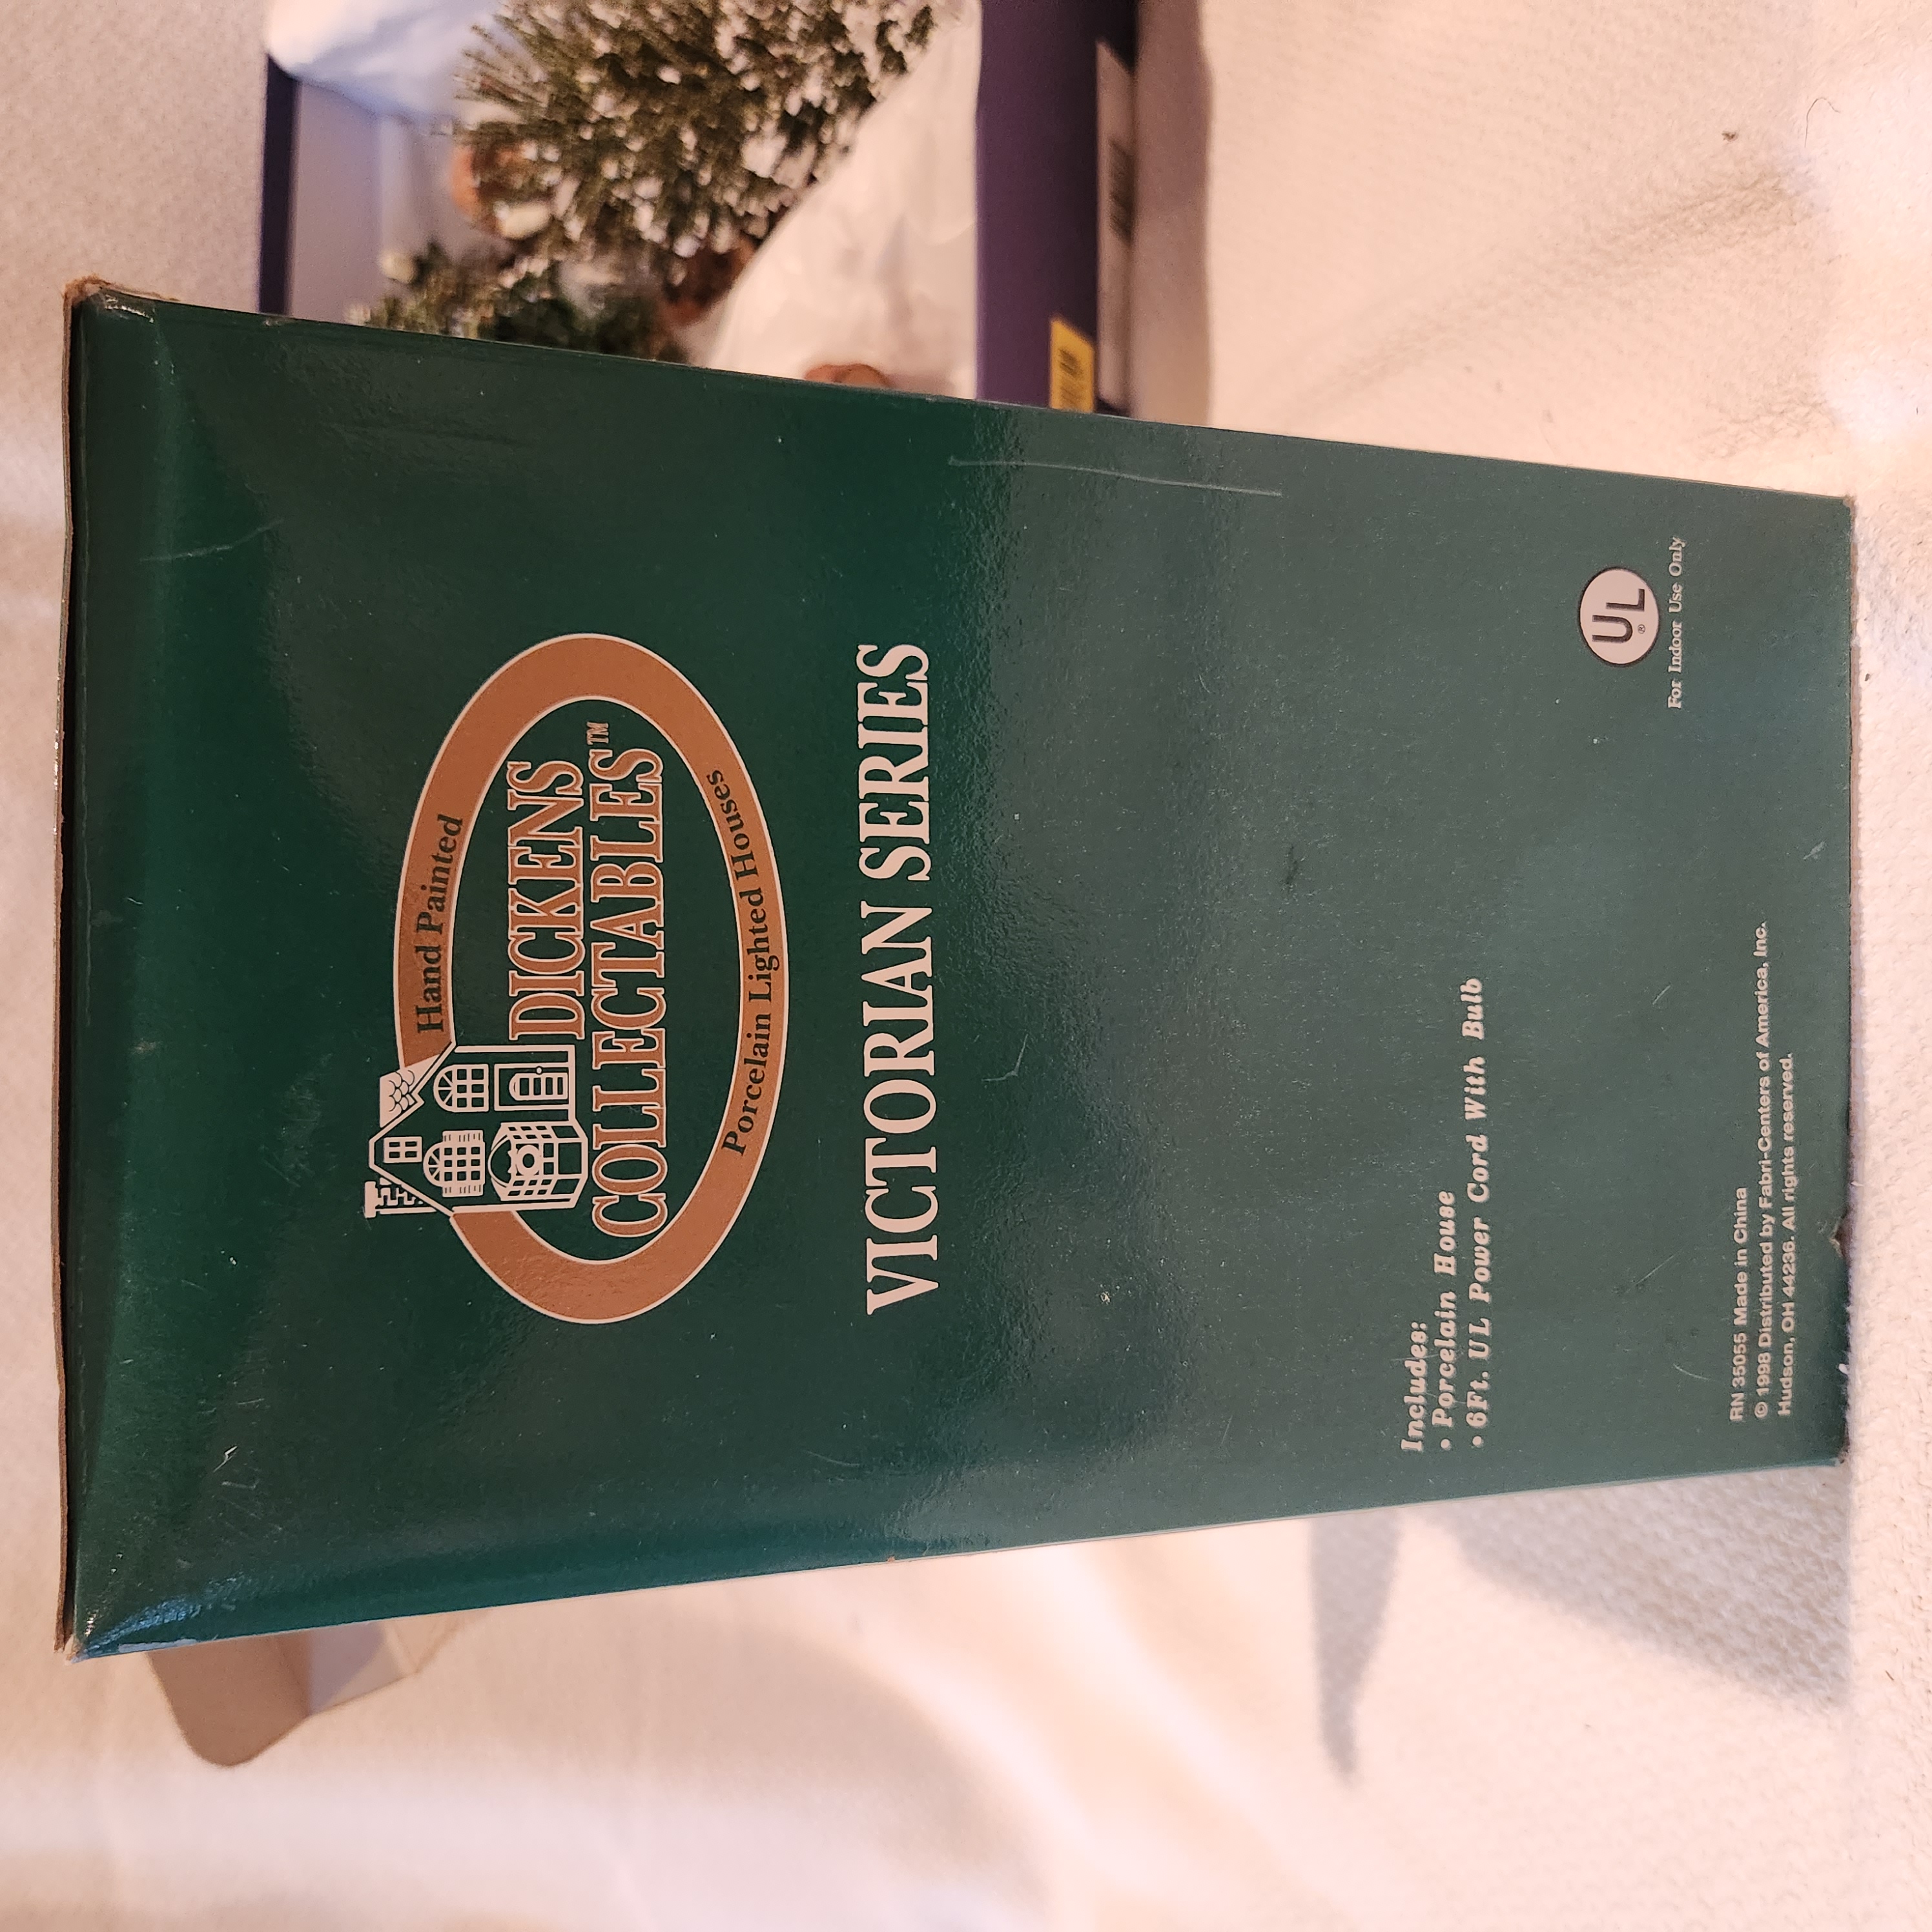 Hand Painted
DICKENS
COLLECTABLES™
Porcelain Lighted Houses
VICTORIAN SERIES
Includes:
• Porcelain House
• 6Ft. UL Power Cord With Bulb
UL®
For Indoor Use Only
RN 35055 Made in China
© 1998 Distributed by Fabri-Centers of America, Inc.
Hudson, OH 44236. All rights reserved.